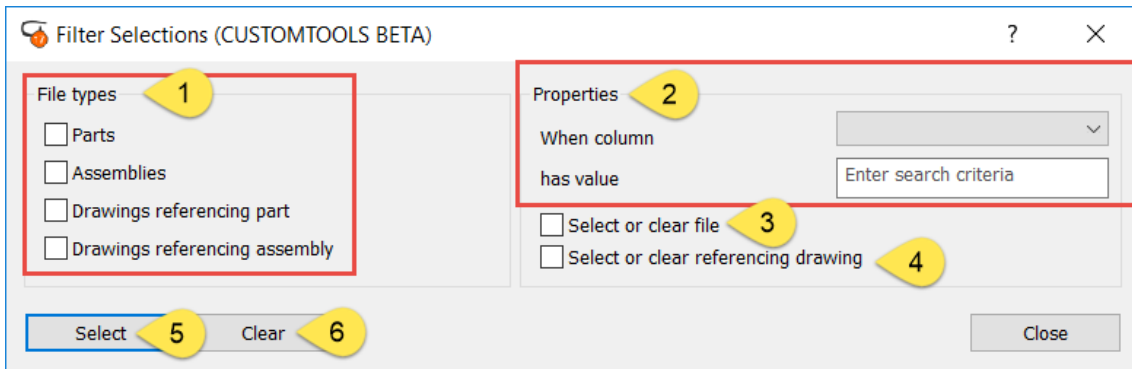 Filter Selections (CUSTOMTOOLS BETA) ?
File types 1
Parts
Assemblies
Drawings referencing part
Drawings referencing assembly
Properties 2
When column
has value Enter search criteria
Select or clear file 3
Select or clear referencing drawing 4
Select 5 Clear 6 Close